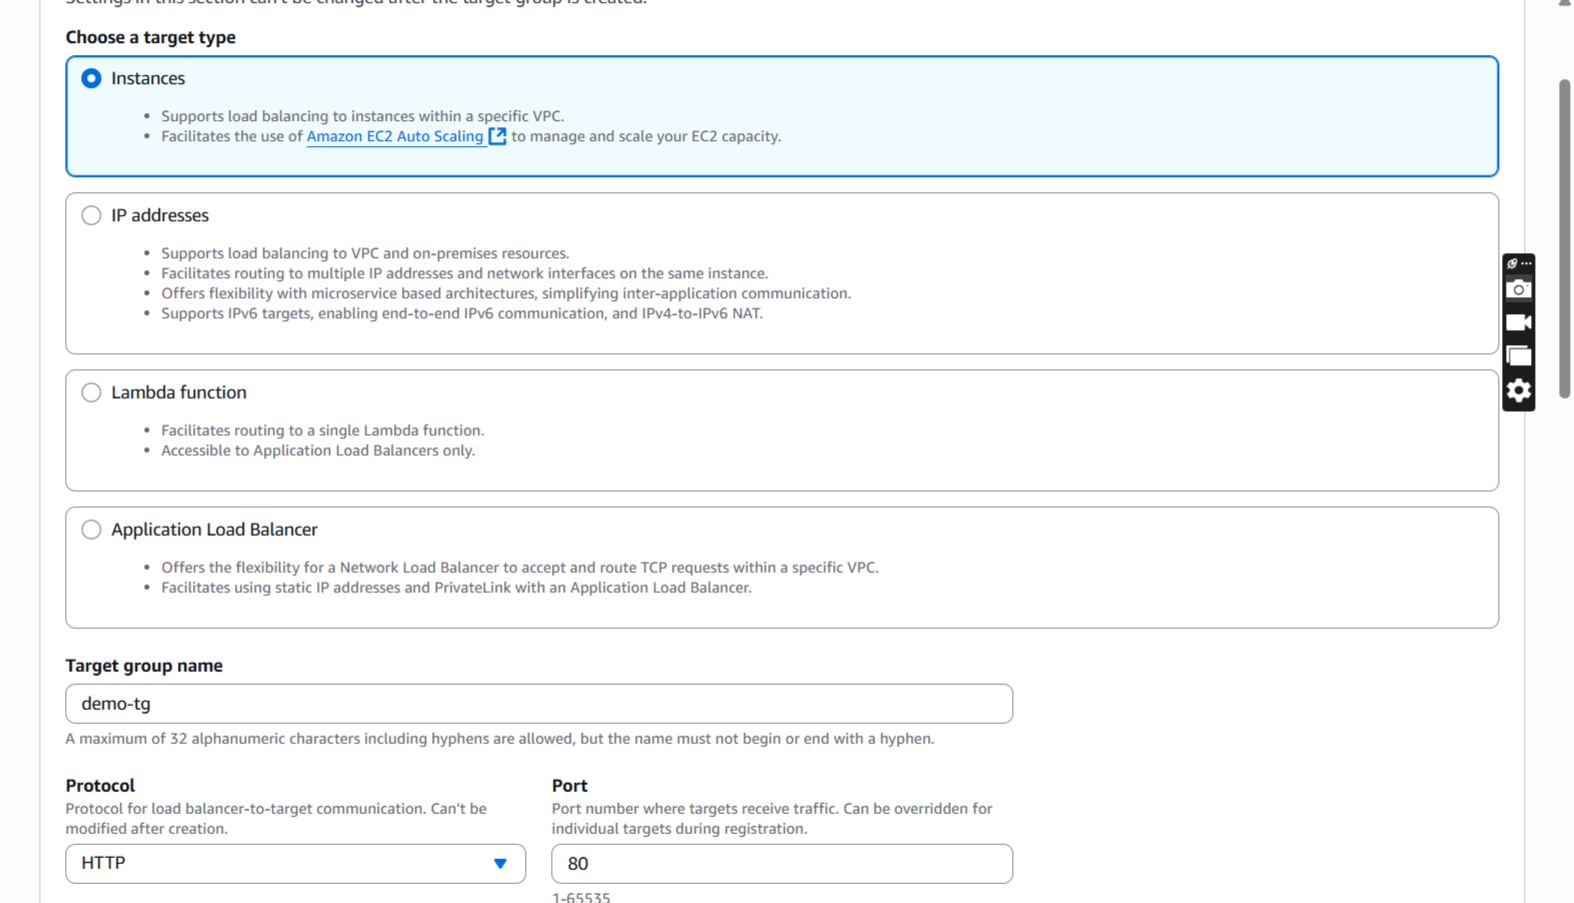 Settings in this section can't be changed after the target group is created.
Choose a target type
Instances
• Supports load balancing to instances within a specific VPC.
• Facilitates the use of Amazon EC2 Auto Scaling to manage and scale your EC2 capacity.
IP addresses
• Supports load balancing to VPC and on-premises resources.
• Facilitates routing to multiple IP addresses and network interfaces on the same instance.
• Offers flexibility with microservice based architectures, simplifying inter-application communication.
• Supports IPv6 targets, enabling end-to-end IPv6 communication, and IPv4-to-IPv6 NAT.
Lambda function
• Facilitates routing to a single Lambda function.
• Accessible to Application Load Balancers only.
Application Load Balancer
• Offers the flexibility for a Network Load Balancer to accept and route TCP requests within a specific VPC.
• Facilitates using static IP addresses and PrivateLink with an Application Load Balancer.
Target group name
demo-tg
A maximum of 32 alphanumeric characters including hyphens are allowed, but the name must not begin or end with a hyphen.
Protocol
Protocol for load balancer-to-target communication. Can't be
modified after creation.
HTTP
Port
Port number where targets receive traffic. Can be overridden for
individual targets during registration.
80
1-65535